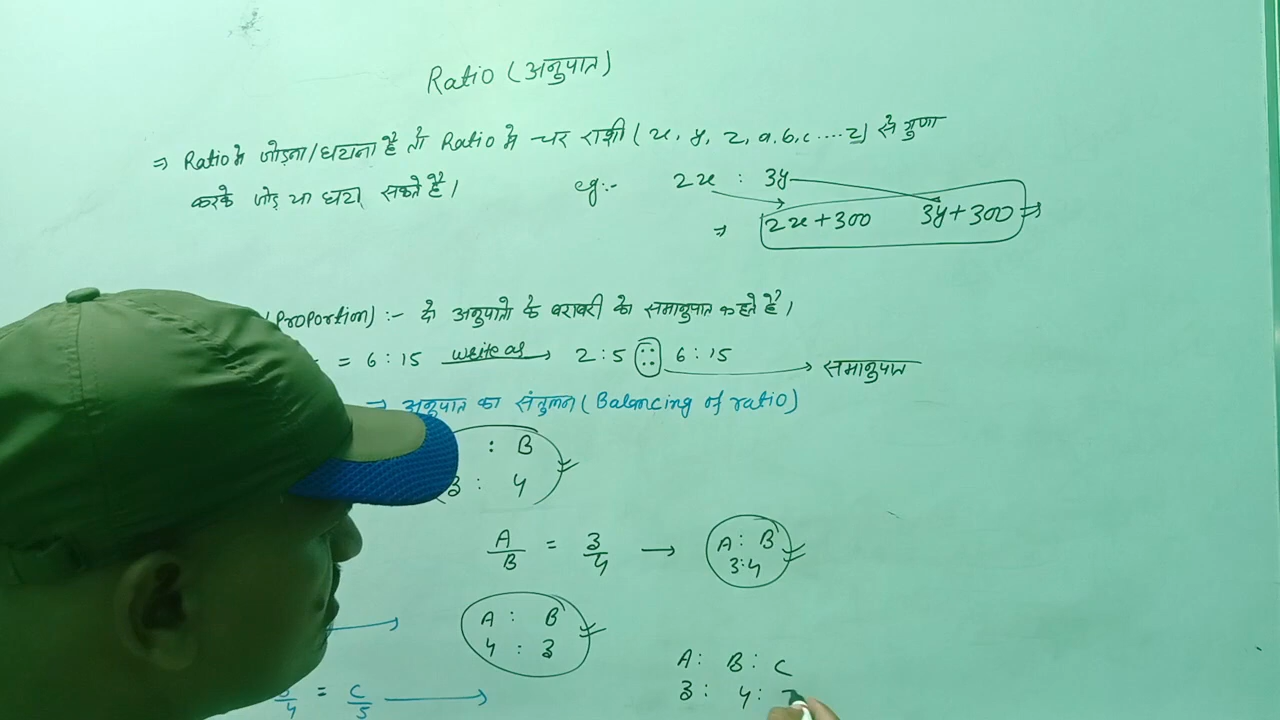 Ratio (अनुपात)
⇒ Ratio में जोड़ना/घटाना है तो Ratio में चर राशी (x, y, z, a, b, c .... z) से गुणा
करके जोड़ या घटा सकते है।
eg:- 2x : 3y
⇒ 2x+300 3y+300 ⇒
(Proportion) :- दो अनुपातो के बराबरी को समानुपात कहते है।
= 6:15 write as → 2:5 :: 6:15 → समानुपात
→ अनुपात का संतुलन (Balancing of ratio)
: B
3 : 4
A/B = 3/4 → A : B
3:4
A : B
4 : 3
A : B : C
3 : 4 :
/4 = C/5 →